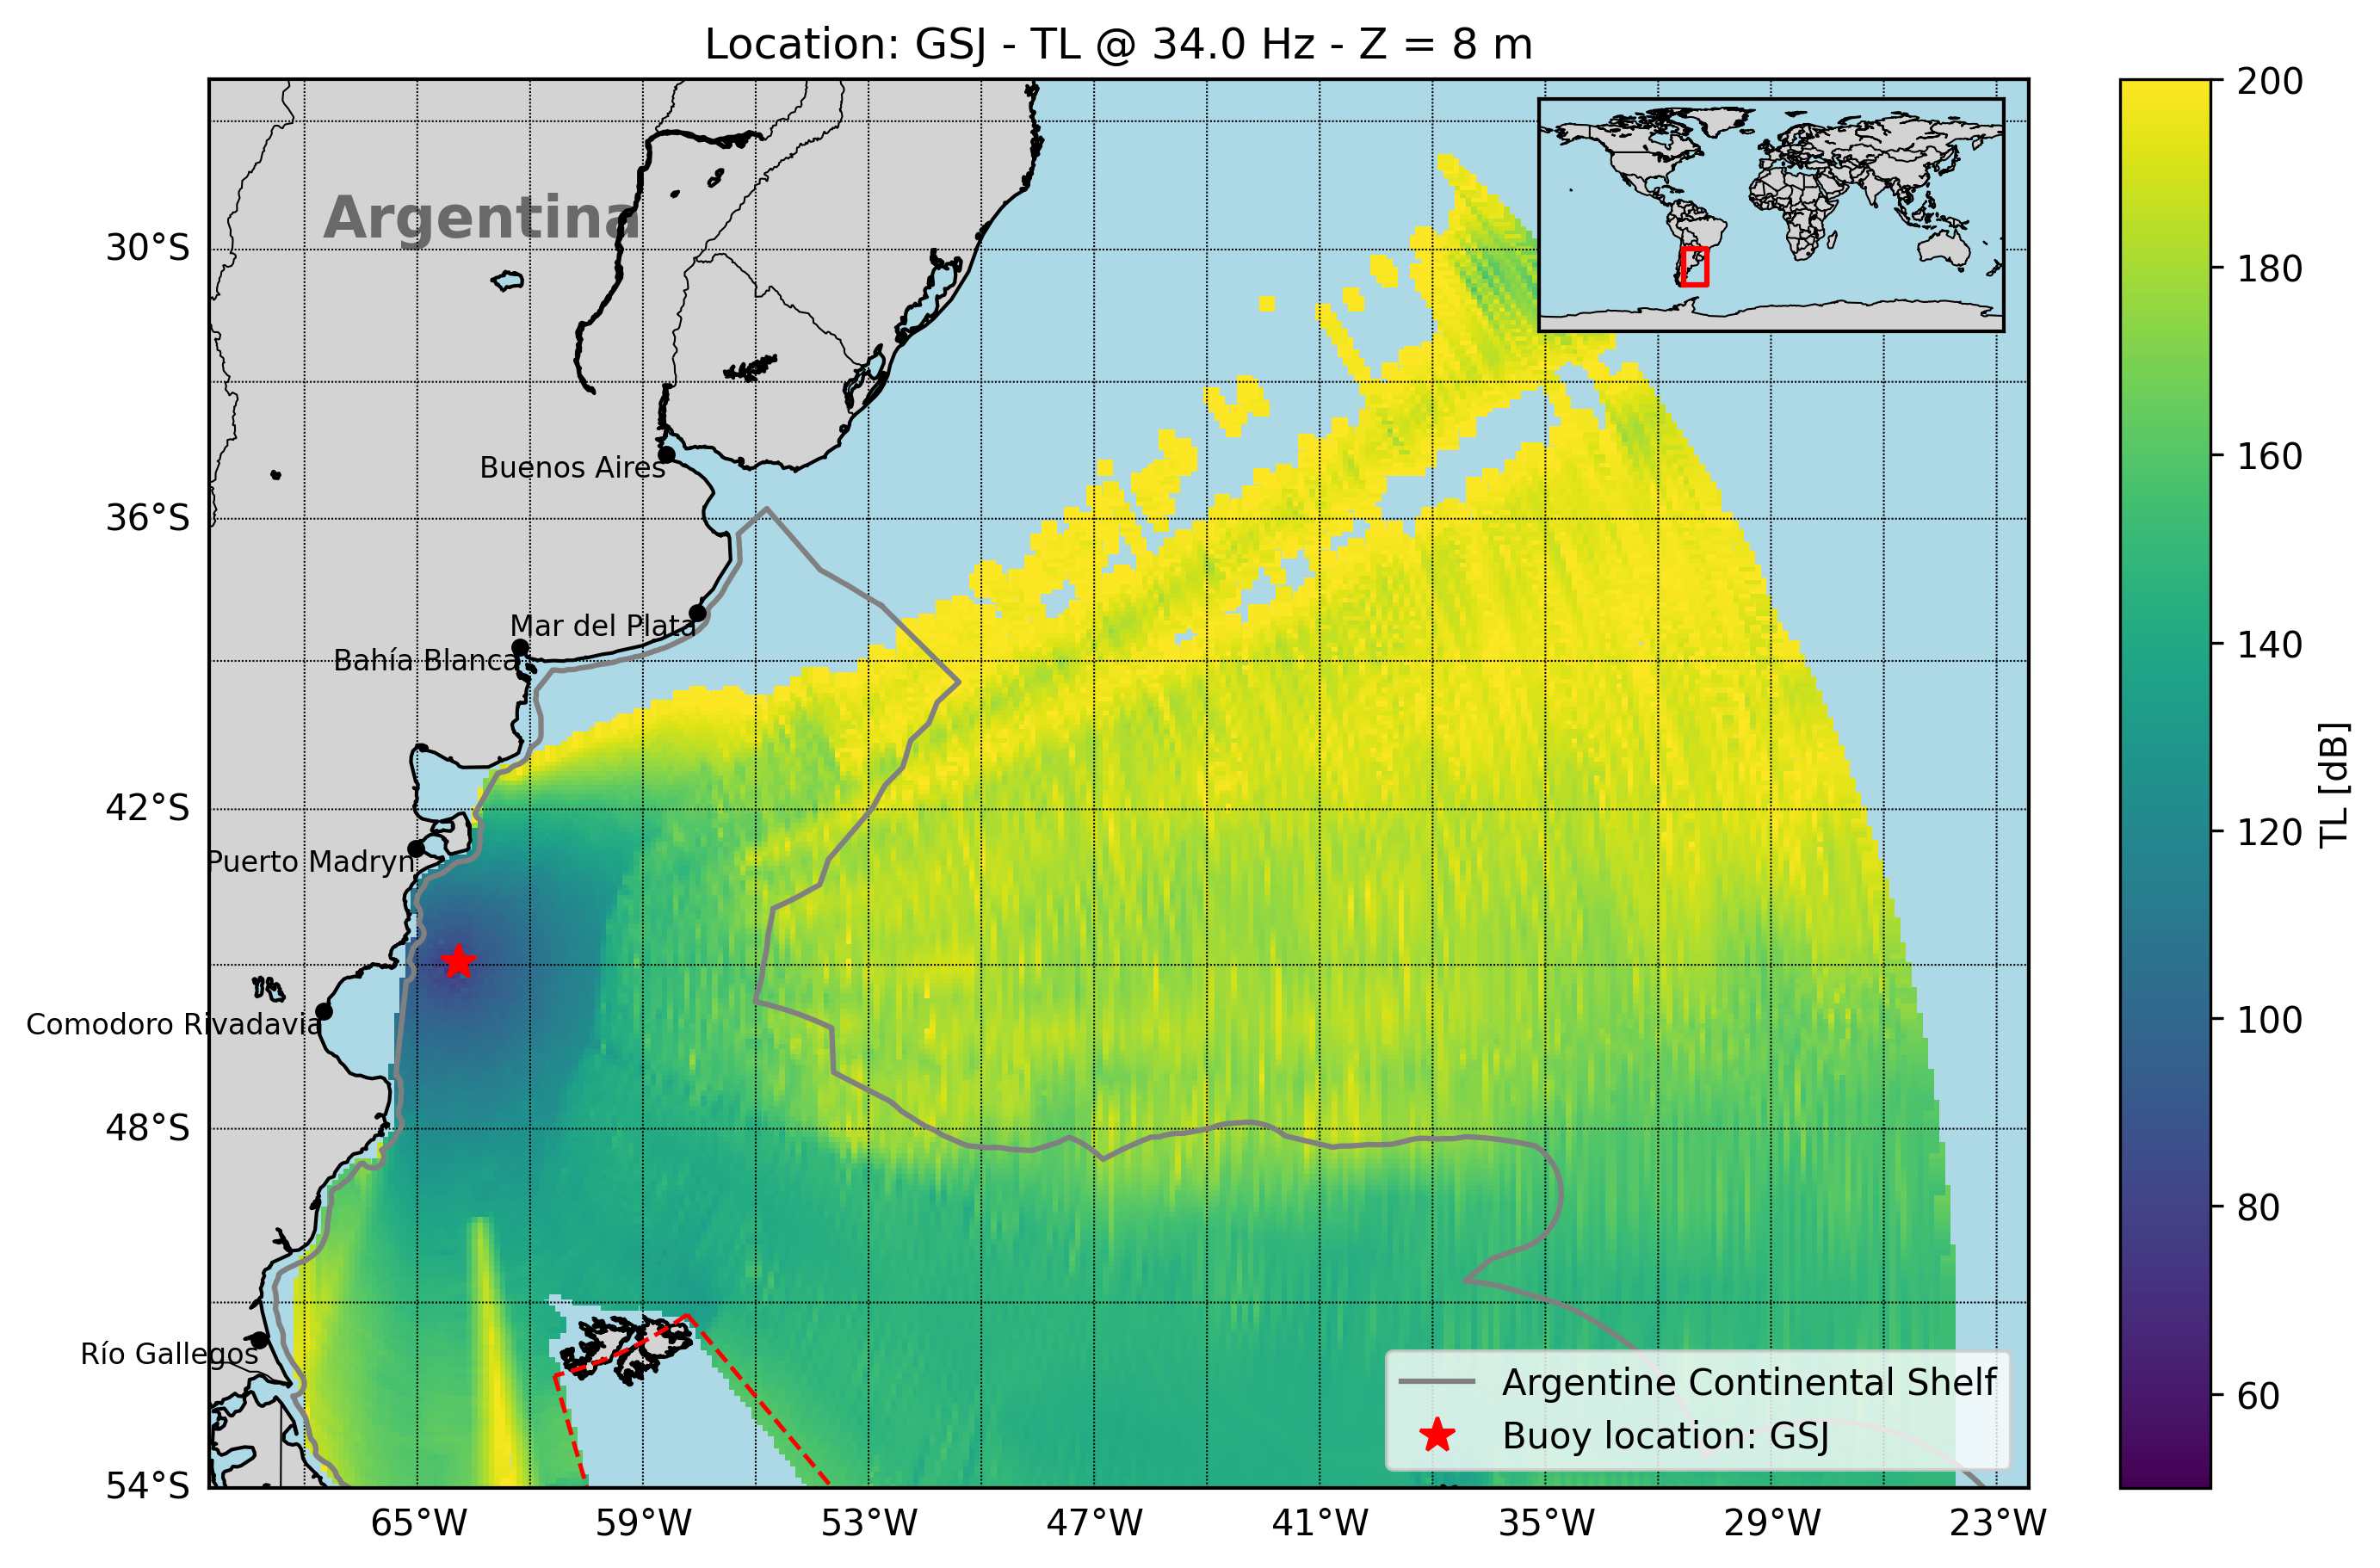 Location: GSJ - TL @ 34.0 Hz - Z = 8 m
Argentina
30°S
36°S
42°S
48°S
54°S
Buenos Aires
Mar del Plata
Bahía Blanca
Puerto Madryn
Comodoro Rivadavia
Río Gallegos
65°W
59°W
53°W
47°W
41°W
35°W
29°W
23°W
Argentine Continental Shelf
Buoy location: GSJ
200
180
160
140
120
100
80
60
TL [dB]